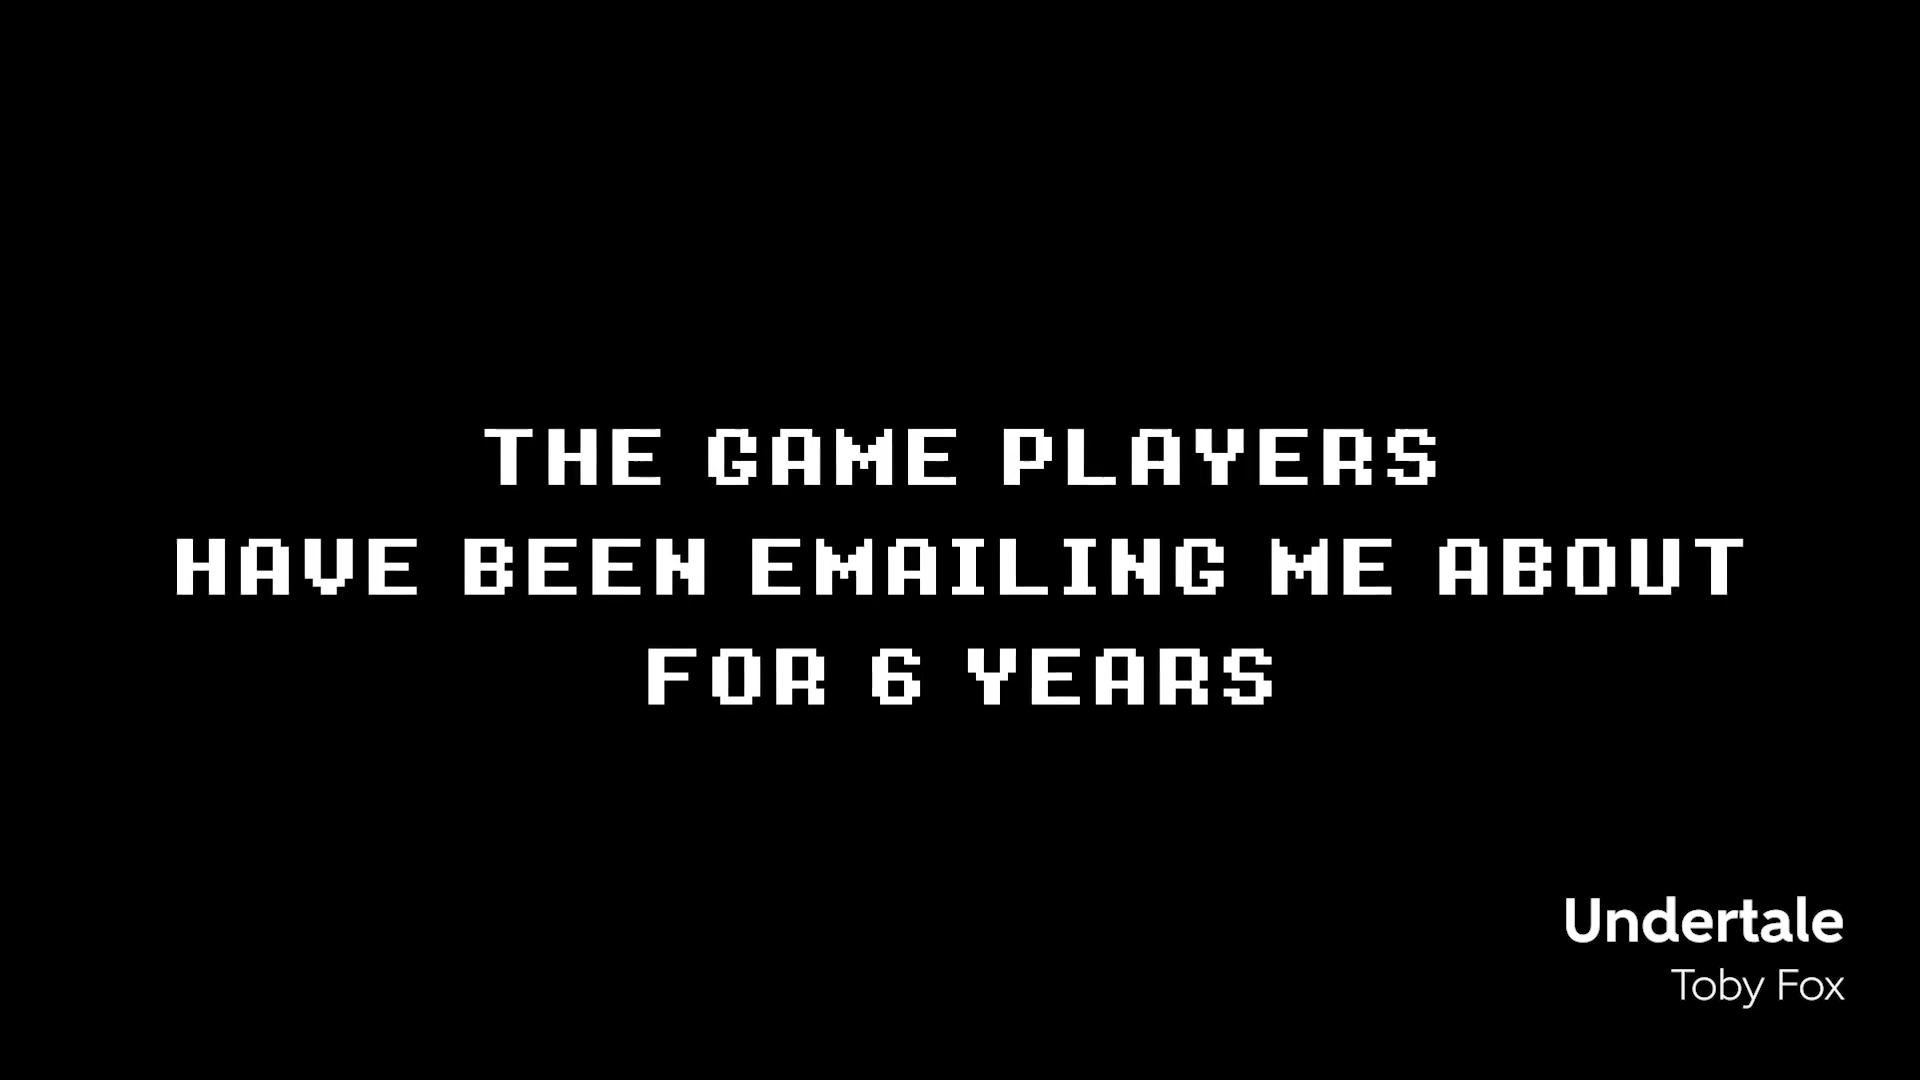 THE GAME PLAYERS
HAVE BEEN EMAILING ME ABOUT
FOR 6 YEARS
Undertale
Toby Fox